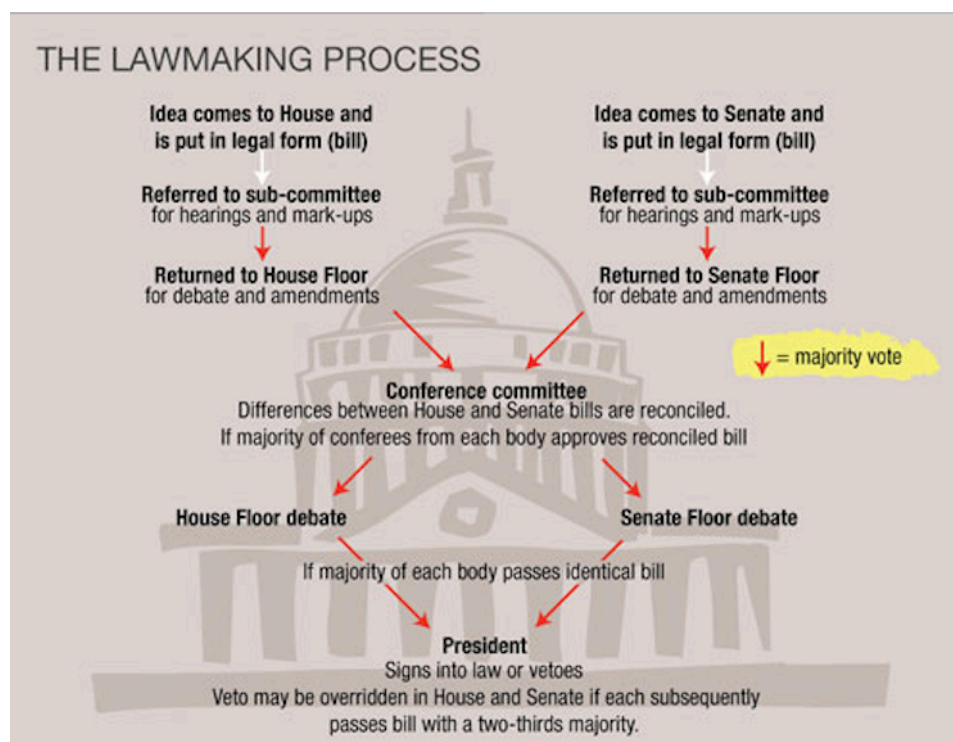 THE LAWMAKING PROCESS
Idea comes to House and
is put in legal form (bill)
Referred to sub-committee
for hearings and mark-ups
Returned to House Floor
for debate and amendments
Idea comes to Senate and
is put in legal form (bill)
Referred to sub-committee
for hearings and mark-ups
Returned to Senate Floor
for debate and amendments
= majority vote
Conference committee
Differences between House and Senate bills are reconciled.
If majority of conferees from each body approves reconciled bill
House Floor debate
Senate Floor debate
If majority of each body passes identical bill
President
Signs into law or vetoes
Veto may be overridden in House and Senate if each subsequently
passes bill with a two-thirds majority.